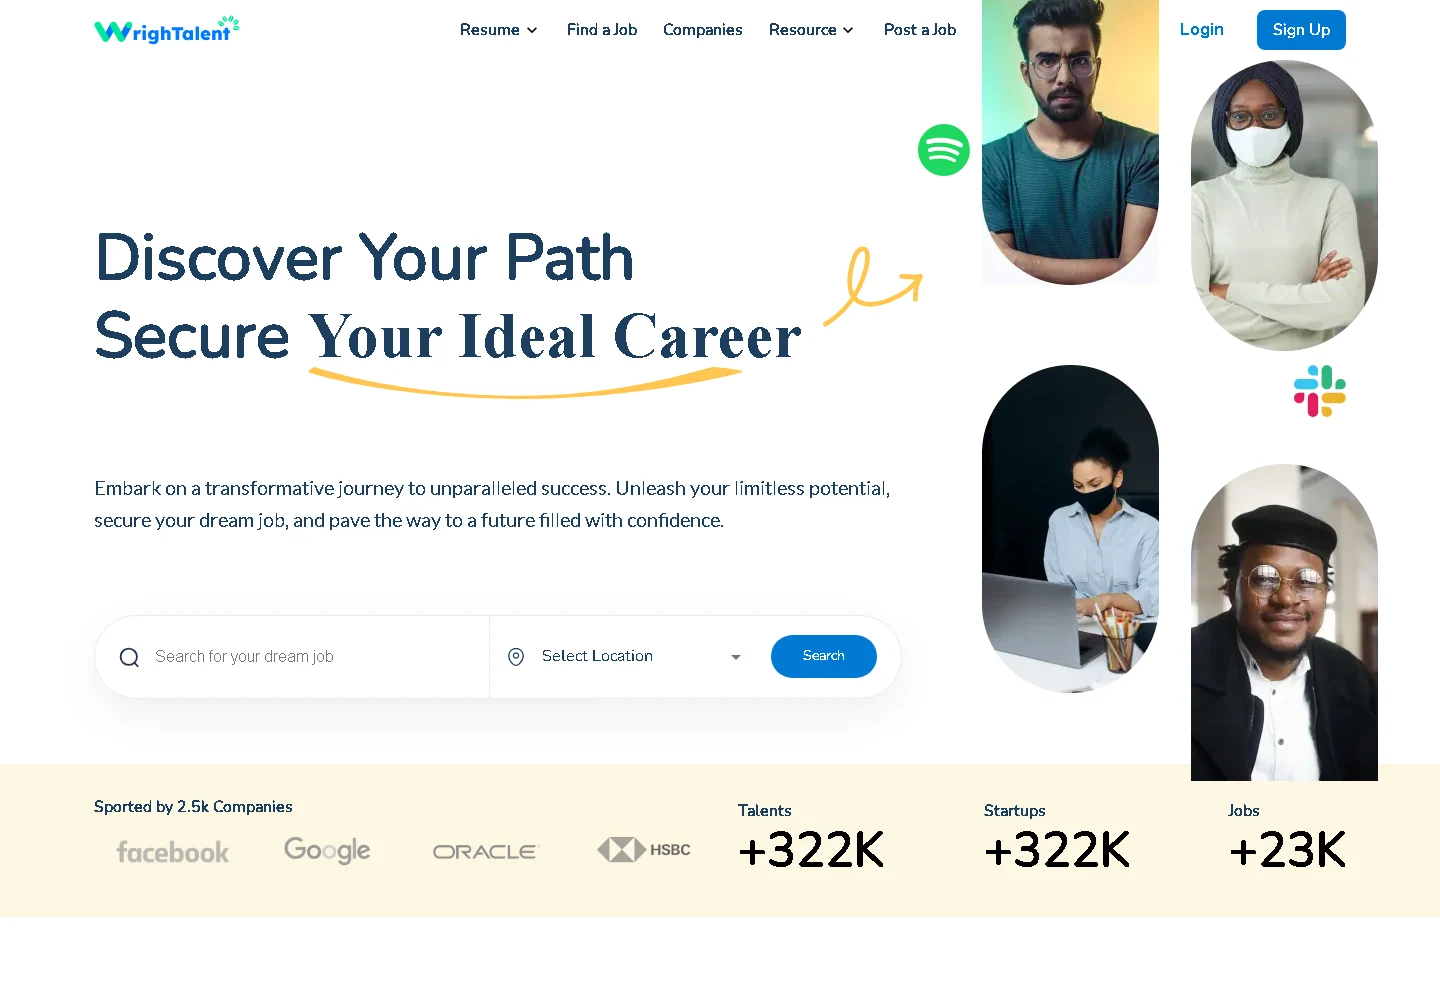 WrighTalent
Resume
Find a Job
Companies
Resource
Post a Job
Login
Sign Up
Discover Your Path
Secure Your Ideal Career
Embark on a transformative journey to unparalleled success. Unleash your limitless potential,
secure your dream job, and pave the way to a future filled with confidence.
Search for your dream job
Select Location
Search
Sported by 2.5k Companies
facebook
Google
ORACLE
HSBC
Talents
+322K
Startups
+322K
Jobs
+23K